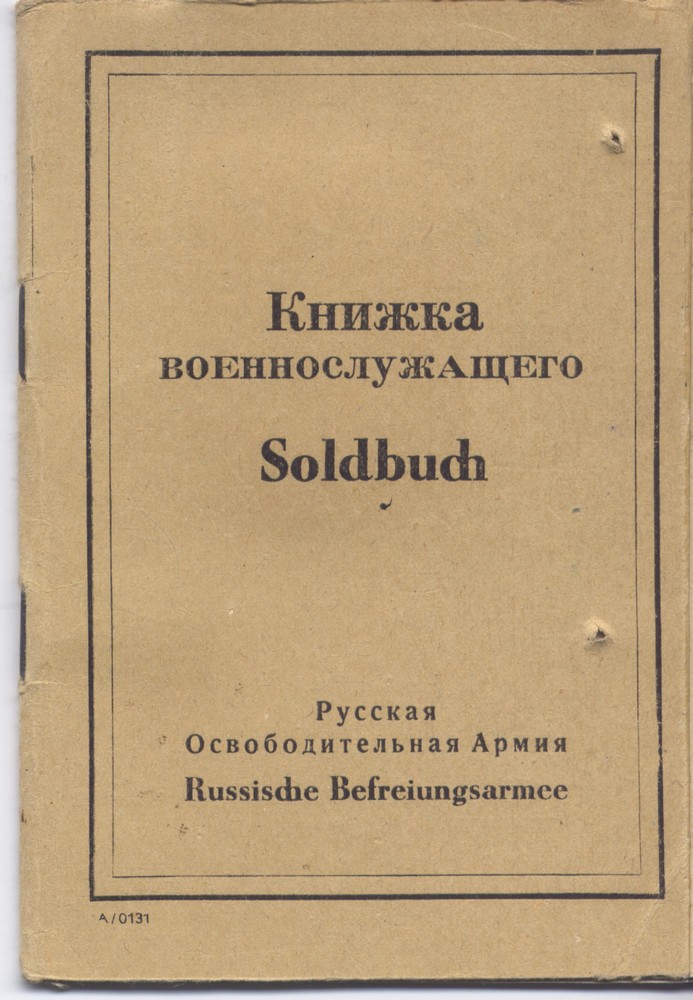 Книжка
ВОЕННОСЛУЖАЩЕГО
Soldbuch
Русская
Освободительная Армия
Russische Befreiungsarmee
A/0131